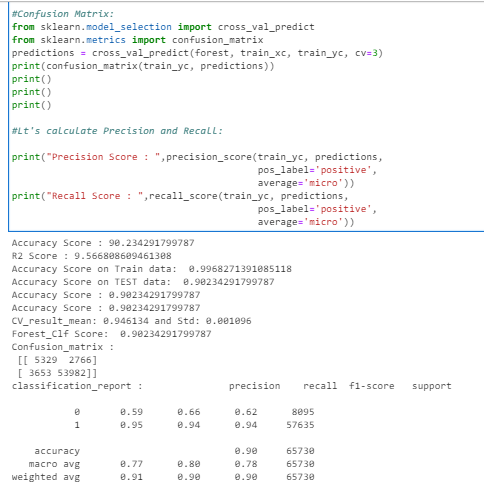 #Confusion Matrix:
from sklearn.model_selection import cross_val_predict
from sklearn.metrics import confusion_matrix
predictions = cross_val_predict(forest, train_xc, train_yc, cv=3)
print(confusion_matrix(train_yc, predictions))
print()
print()
print()
#Lt's calculate Precision and Recall:
print("Precision Score : ",precision_score(train_yc, predictions,
pos_label='positive',
average='micro'))
print("Recall Score : ",recall_score(train_yc, predictions,
pos_label='positive',
average='micro'))
Accuracy Score : 90.234291799787
R2 Score : 9.566808609461308
Accuracy Score on Train data:  0.9968271391085118
Accuracy Score on TEST data:  0.90234291799787
Accuracy Score : 0.90234291799787
Accuracy Score : 0.90234291799787
CV_result_mean: 0.946134 and Std: 0.001096
Forest_Clf Score:  0.90234291799787
Confusion_matrix :
[[ 5329  2766]
[ 3653 53982]]
classification_report :              precision    recall  f1-score   support
0       0.59      0.66      0.62      8095
1       0.95      0.94      0.94     57635
accuracy                           0.90     65730
macro avg       0.77      0.80      0.78     65730
weighted avg       0.91      0.90      0.90     65730